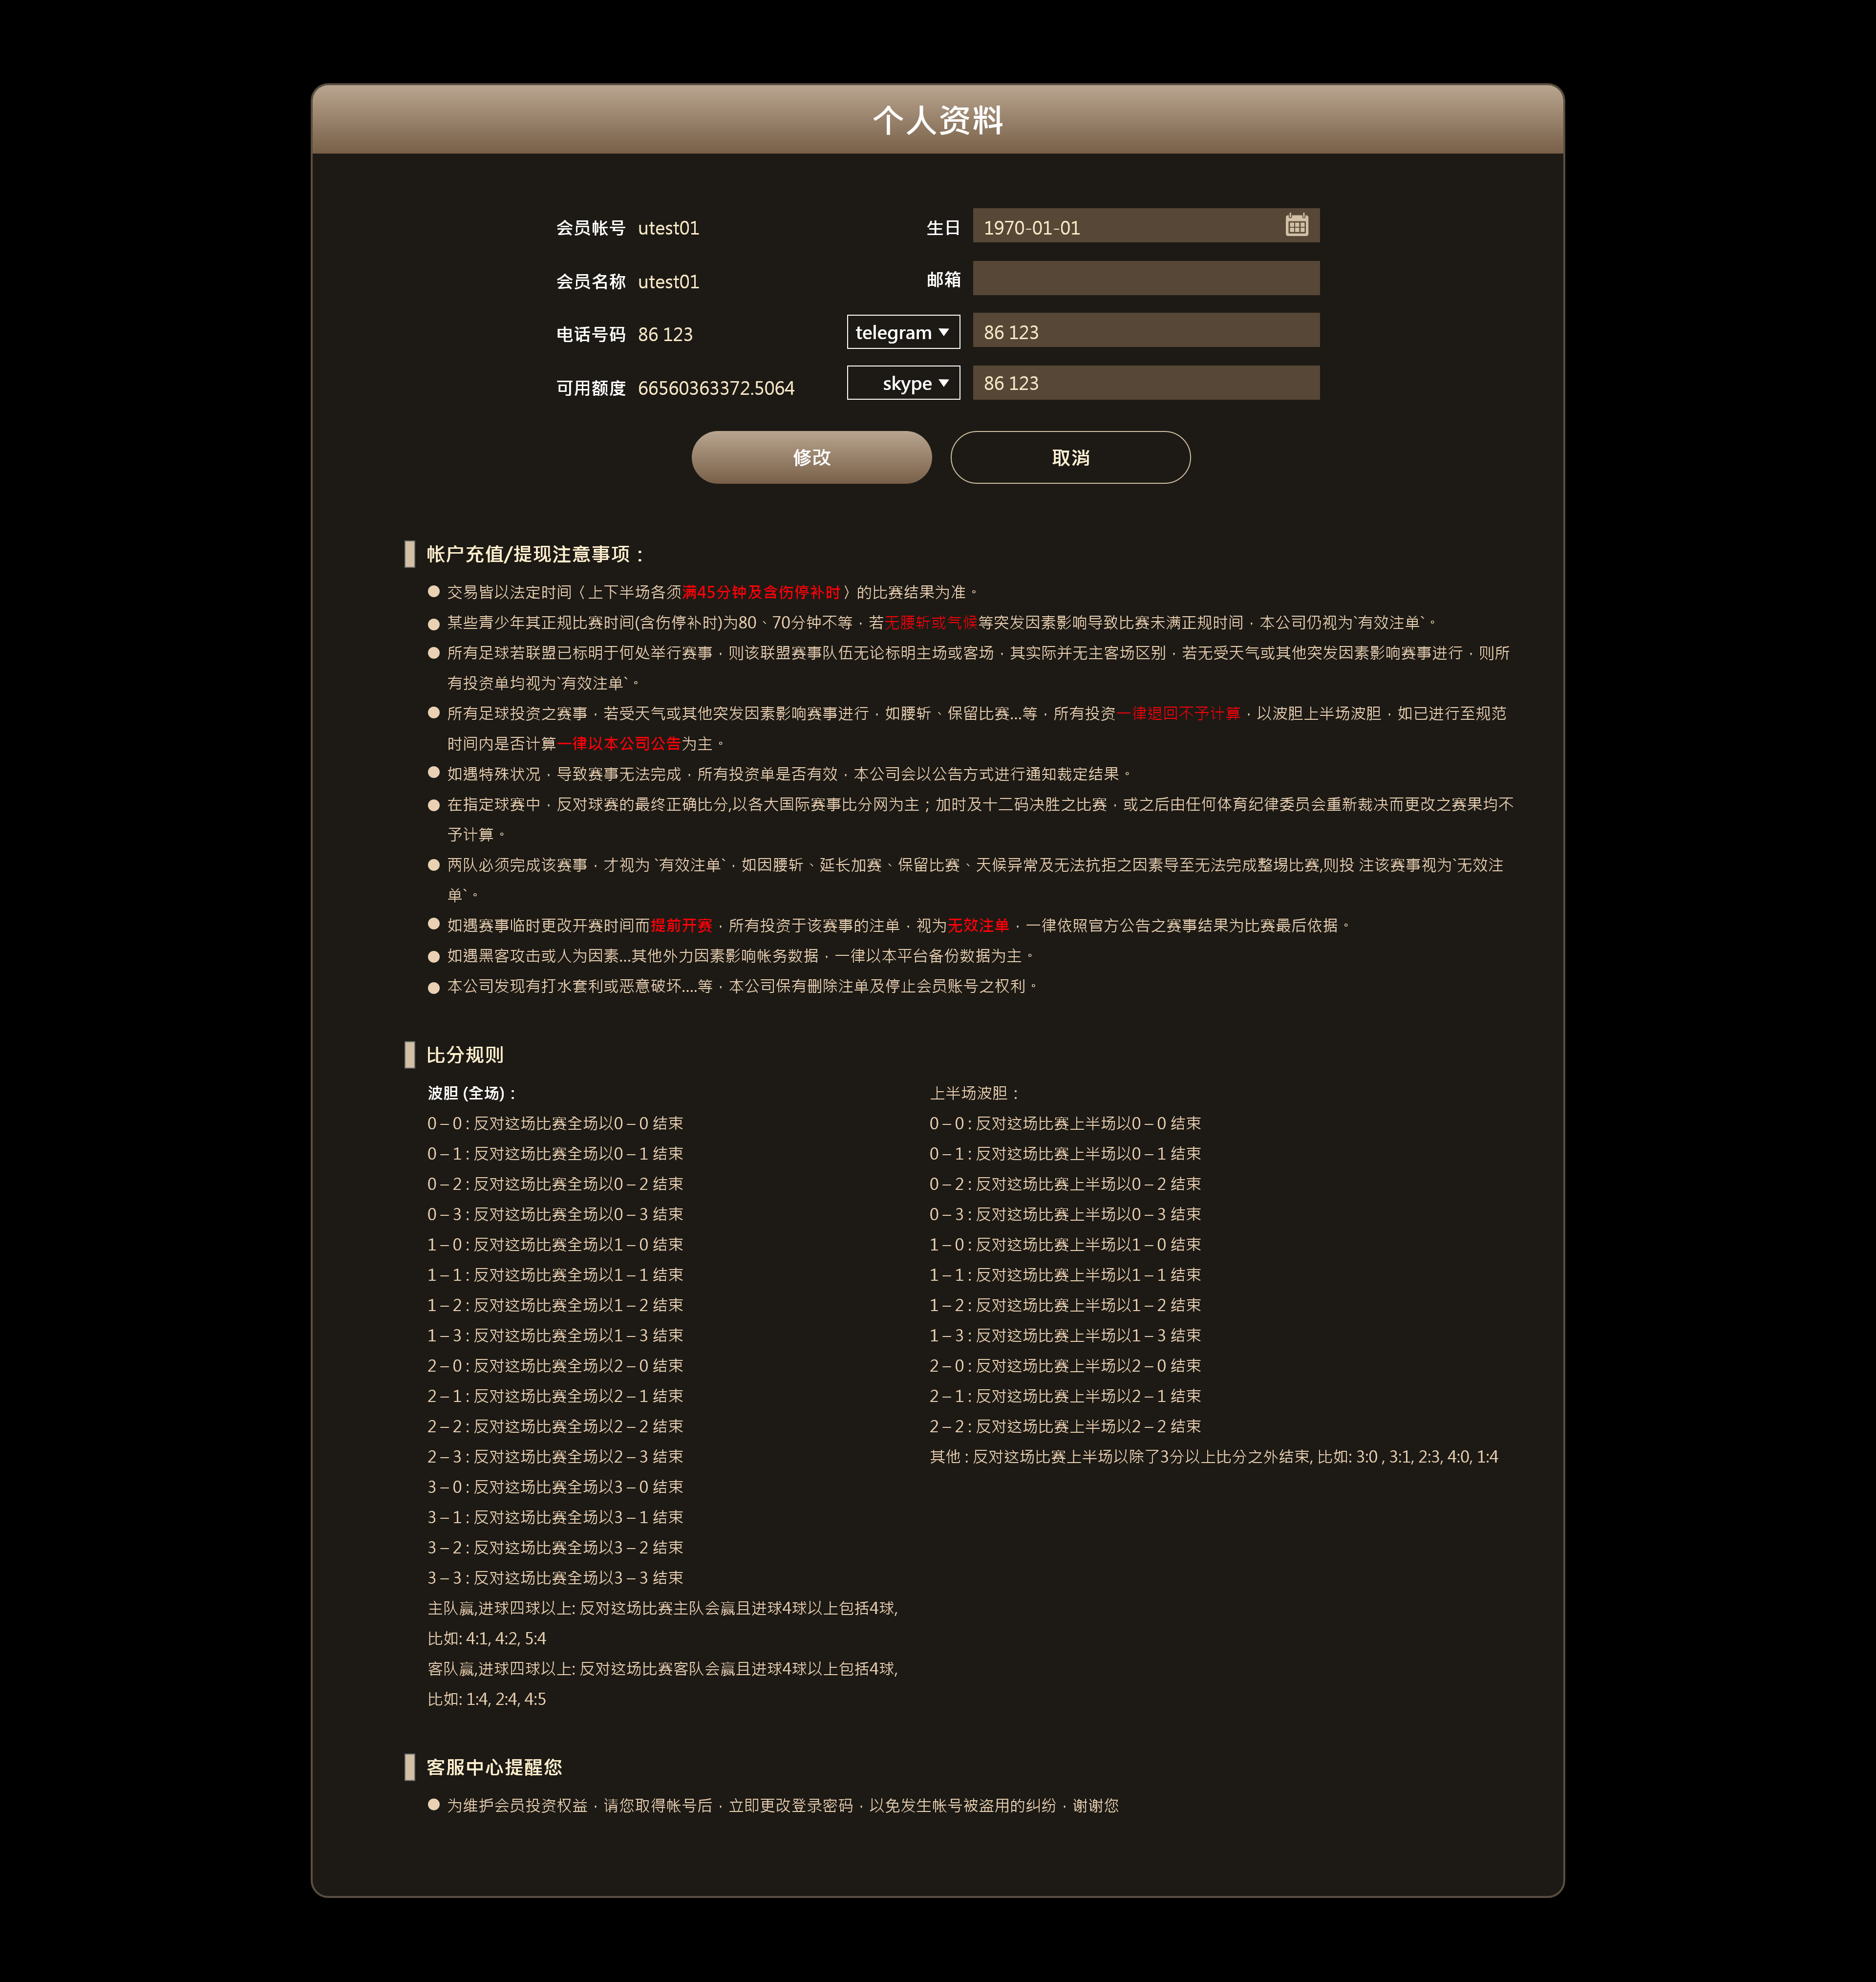 个人资料
会员帐号 utest01 生日 1970-01-01
会员名称 utest01 邮箱
电话号码 86 123 telegram 86 123
可用额度 66560363372.5064 skype 86 123
修改 取消
帐户充值/提现注意事项：
交易皆以法定时间〈上下半场各须满45分钟及含伤停补时〉的比赛结果为准。
某些青少年其正规比赛时间(含伤停补时)为80、70分钟不等，若无腰斩或气候等突发因素影响导致比赛未满正规时间，本公司仍视为`有效注单`。
所有足球若联盟已标明于何处举行赛事，则该联盟赛事队伍无论标明主场或客场，其实际并无主客场区别，若无受天气或其他突发因素影响赛事进行，则所
有投资单均视为`有效注单`。
所有足球投资之赛事，若受天气或其他突发因素影响赛事进行，如腰斩、保留比赛...等，所有投资一律退回不予计算，以波胆上半场波胆，如已进行至规范
时间内是否计算一律以本公司公告为主。
如遇特殊状况，导致赛事无法完成，所有投资单是否有效，本公司会以公告方式进行通知裁定结果。
在指定球赛中，反对球赛的最终正确比分,以各大国际赛事比分网为主；加时及十二码决胜之比赛，或之后由任何体育纪律委员会重新裁决而更改之赛果均不
予计算。
两队必须完成该赛事，才视为 `有效注单`，如因腰斩、延长加赛、保留比赛、天候异常及无法抗拒之因素导至无法完成整埸比赛,则投 注该赛事视为`无效注
单`。
如遇赛事临时更改开赛时间而提前开赛，所有投资于该赛事的注单，视为无效注单，一律依照官方公告之赛事结果为比赛最后依据。
如遇黑客攻击或人为因素...其他外力因素影响帐务数据，一律以本平台备份数据为主。
本公司发现有打水套利或恶意破坏....等，本公司保有删除注单及停止会员账号之权利。
比分规则
波胆 (全场)：
0 – 0 : 反对这场比赛全场以0 – 0 结束
0 – 1 : 反对这场比赛全场以0 – 1 结束
0 – 2 : 反对这场比赛全场以0 – 2 结束
0 – 3 : 反对这场比赛全场以0 – 3 结束
1 – 0 : 反对这场比赛全场以1 – 0 结束
1 – 1 : 反对这场比赛全场以1 – 1 结束
1 – 2 : 反对这场比赛全场以1 – 2 结束
1 – 3 : 反对这场比赛全场以1 – 3 结束
2 – 0 : 反对这场比赛全场以2 – 0 结束
2 – 1 : 反对这场比赛全场以2 – 1 结束
2 – 2 : 反对这场比赛全场以2 – 2 结束
2 – 3 : 反对这场比赛全场以2 – 3 结束
3 – 0 : 反对这场比赛全场以3 – 0 结束
3 – 1 : 反对这场比赛全场以3 – 1 结束
3 – 2 : 反对这场比赛全场以3 – 2 结束
3 – 3 : 反对这场比赛全场以3 – 3 结束
主队赢,进球四球以上: 反对这场比赛主队会赢且进球4球以上包括4球,
比如: 4:1, 4:2, 5:4
客队赢,进球四球以上: 反对这场比赛客队会赢且进球4球以上包括4球,
比如: 1:4, 2:4, 4:5
上半场波胆：
0 – 0 : 反对这场比赛上半场以0 – 0 结束
0 – 1 : 反对这场比赛上半场以0 – 1 结束
0 – 2 : 反对这场比赛上半场以0 – 2 结束
0 – 3 : 反对这场比赛上半场以0 – 3 结束
1 – 0 : 反对这场比赛上半场以1 – 0 结束
1 – 1 : 反对这场比赛上半场以1 – 1 结束
1 – 2 : 反对这场比赛上半场以1 – 2 结束
1 – 3 : 反对这场比赛上半场以1 – 3 结束
2 – 0 : 反对这场比赛上半场以2 – 0 结束
2 – 1 : 反对这场比赛上半场以2 – 1 结束
2 – 2 : 反对这场比赛上半场以2 – 2 结束
其他 : 反对这场比赛上半场以除了3分以上比分之外结束, 比如: 3:0 , 3:1, 2:3, 4:0, 1:4
客服中心提醒您
为维护会员投资权益，请您取得帐号后，立即更改登录密码，以免发生帐号被盗用的纠纷，谢谢您